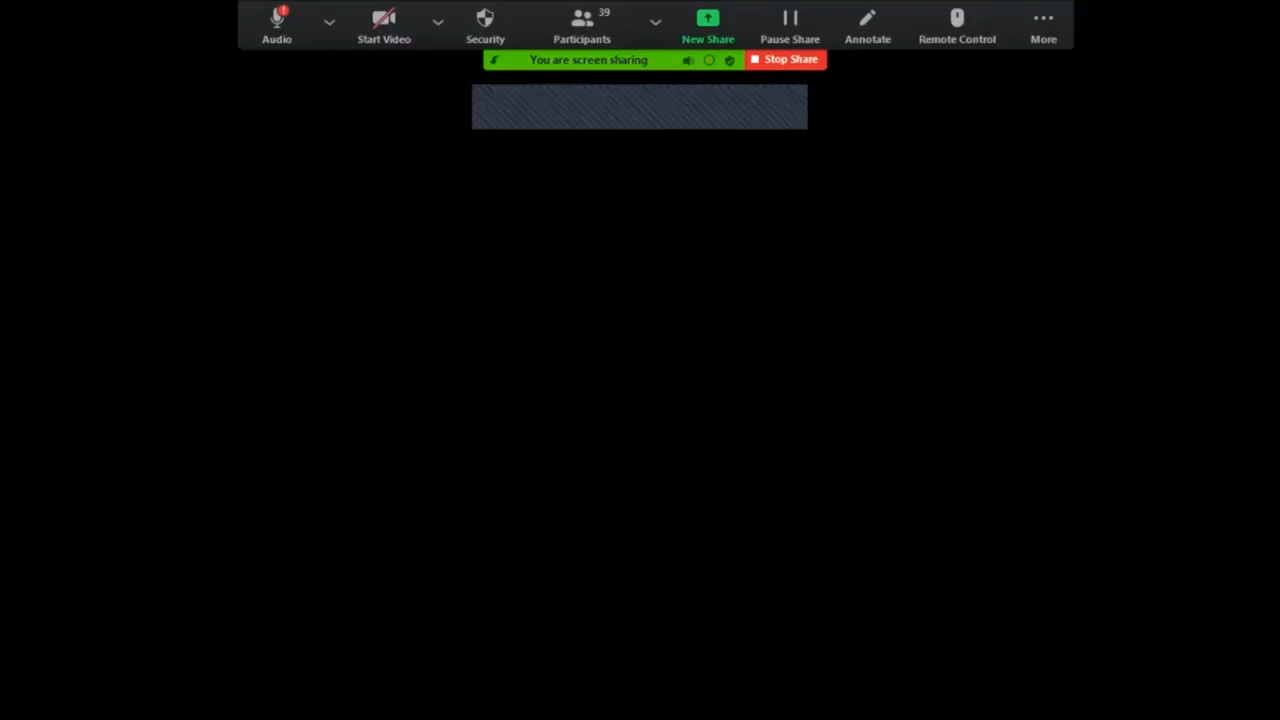 39
Audio Start Video Security Participants New Share Pause Share Annotate Remote Control More
You are screen sharing Stop Share